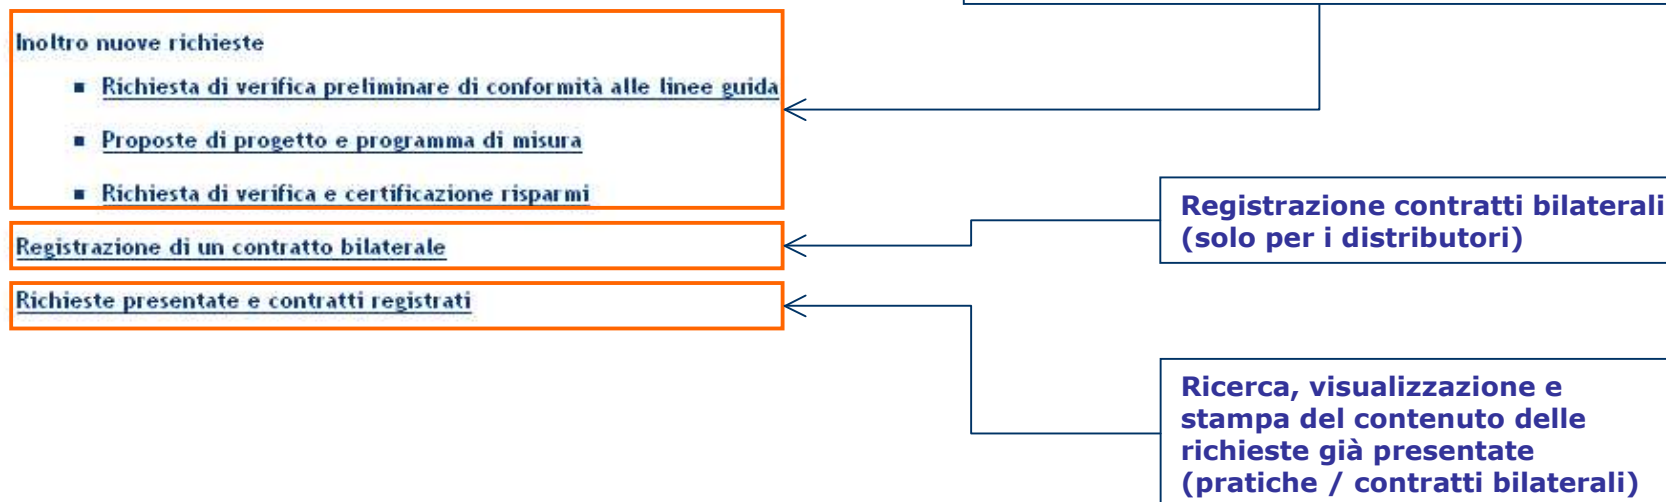 Inoltro nuove richieste
▪ Richiesta di verifica preliminare di conformità alle linee guida
▪ Proposte di progetto e programma di misura
▪ Richiesta di verifica e certificazione risparmi
Registrazione contratti bilaterali
(solo per i distributori)
Registrazione di un contratto bilaterale
Richieste presentate e contratti registrati
Ricerca, visualizzazione e
stampa del contenuto delle
richieste già presentate
(pratiche / contratti bilaterali)